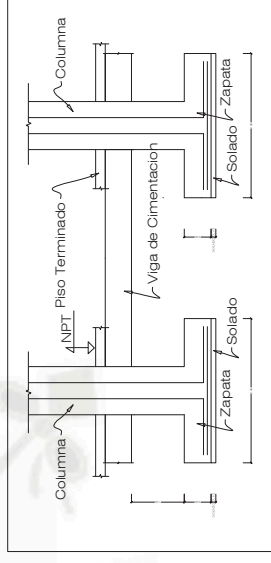 Columna
NPT
Piso Terminado
Columna
Viga de Cimentacion
Zapata
Solado
Solado
Zapata